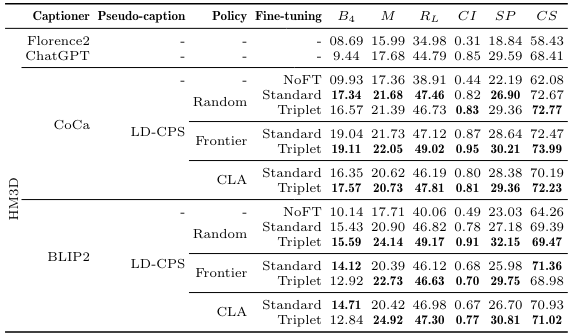 Captioner Pseudo-caption Policy Fine-tuning B4 M RL CI SP CS
Florence2 - - - 08.69 15.99 34.98 0.31 18.84 58.43
ChatGPT - - - 9.44 17.68 44.79 0.85 29.59 68.41
- - NoFT 09.93 17.36 38.91 0.44 22.19 62.08
Standard 17.34 21.68 47.46 0.82 26.90 72.67
Random
Triplet 16.57 21.39 46.73 0.83 29.36 72.77
CoCa
LD-CPS
Standard 19.04 21.73 47.12 0.87 28.64 72.47
Frontier
Triplet 19.11 22.05 49.02 0.95 30.21 73.99
Standard 16.35 20.62 46.19 0.80 28.38 70.19
CLA
Triplet 17.57 20.73 47.81 0.81 29.36 72.23
HM3D
- - NoFT 10.14 17.71 40.06 0.49 23.03 64.26
Standard 15.43 20.90 46.82 0.78 27.18 69.39
Random
Triplet 15.59 24.14 49.17 0.91 32.15 69.47
BLIP2
LD-CPS
Standard 14.12 20.39 46.12 0.68 25.98 71.36
Frontier
Triplet 12.92 22.73 46.63 0.70 29.75 68.98
Standard 14.71 20.42 46.98 0.67 26.70 70.93
CLA
Triplet 12.84 24.92 47.30 0.77 30.81 71.02